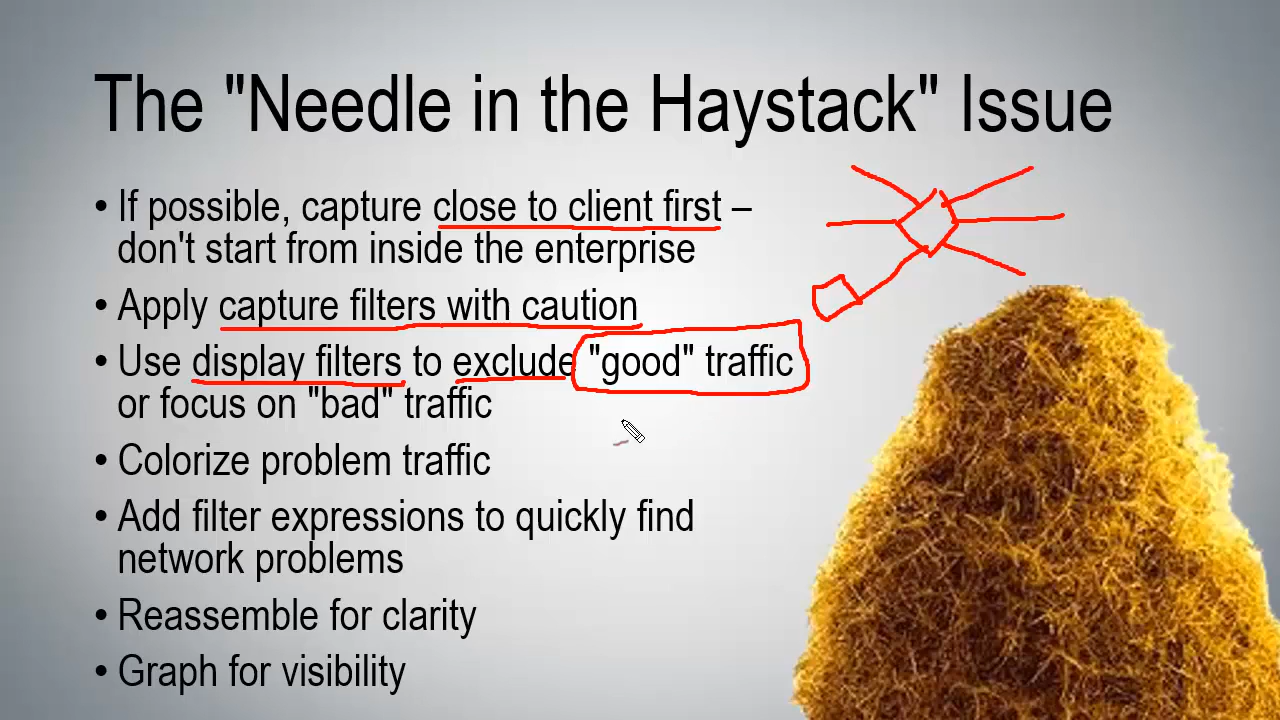 The "Needle in the Haystack" Issue
• If possible, capture close to client first –
don't start from inside the enterprise
• Apply capture filters with caution
• Use display filters to exclude "good" traffic
or focus on "bad" traffic
• Colorize problem traffic
• Add filter expressions to quickly find
network problems
• Reassemble for clarity
• Graph for visibility